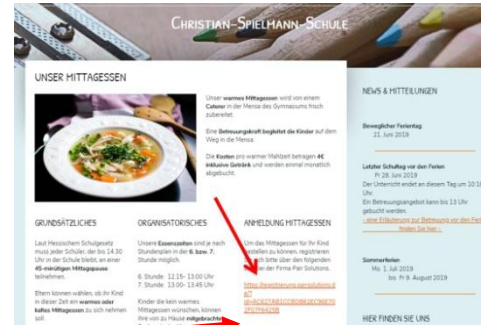 CHRISTIAN-SPIELMANN-SCHULE
UNSER MITTAGESSEN
Unser warmes Mittagessen wird von einem
Caterer in der Mensa des Gymnasiums frisch
zubereitet.
Eine Betreuungskraft begleitet die Kinder auf dem
Weg in die Mensa.
Die Kosten pro warmer Mahlzeit betragen 4€
inklusive Getränk und werden einmal monatlich
abgebucht.
GRUNDSÄTZLICHES
Laut Hessischem Schulgesetz
muss jeder Schüler, der bis 14.30
Uhr in der Schule bleibt, an einer
45-minütigen Mittagspause
teilnehmen.
Eltern können wählen, ob ihr Kind
in dieser Zeit ein warmes oder
kaltes Mittagessen zu sich nehmen
soll.
ORGANISATORISCHES
Unsere Essenszeiten sind je nach
Stundenplan in der 6. bzw. 7.
Stunde möglich.
6. Stunde: 12.15- 13:00 Uhr
7. Stunde: 13.00- 13:45 Uhr
Kinder die kein warmes
Mittagessen wünschen, können
ihre von zu Hause mitgebrachte
ANMELDUNG MITTAGESSEN
Um das Mittagessen für Ihr Kind
bestellen zu können, registrieren
bitte über den folgenden
der Firma Pair Solutions.
NEWS & MITTEILUNGEN
Beweglicher Ferientag
21. Juni 2019
Letzter Schultag vor den Ferien
Fr 28. Juni 2019
Der Unterricht endet an diesem Tag um 10:1
Uhr.
Ein Betreuungsangebot kann bis 13 Uhr
gebucht werden.
- eine Erläuterung zur Betreuung vor den Feri
finden Sie hier -
Sommerferien
Mo. 1. Juli 2019
bis Fr 9. August 2019
HIER FINDEN SIE UNS